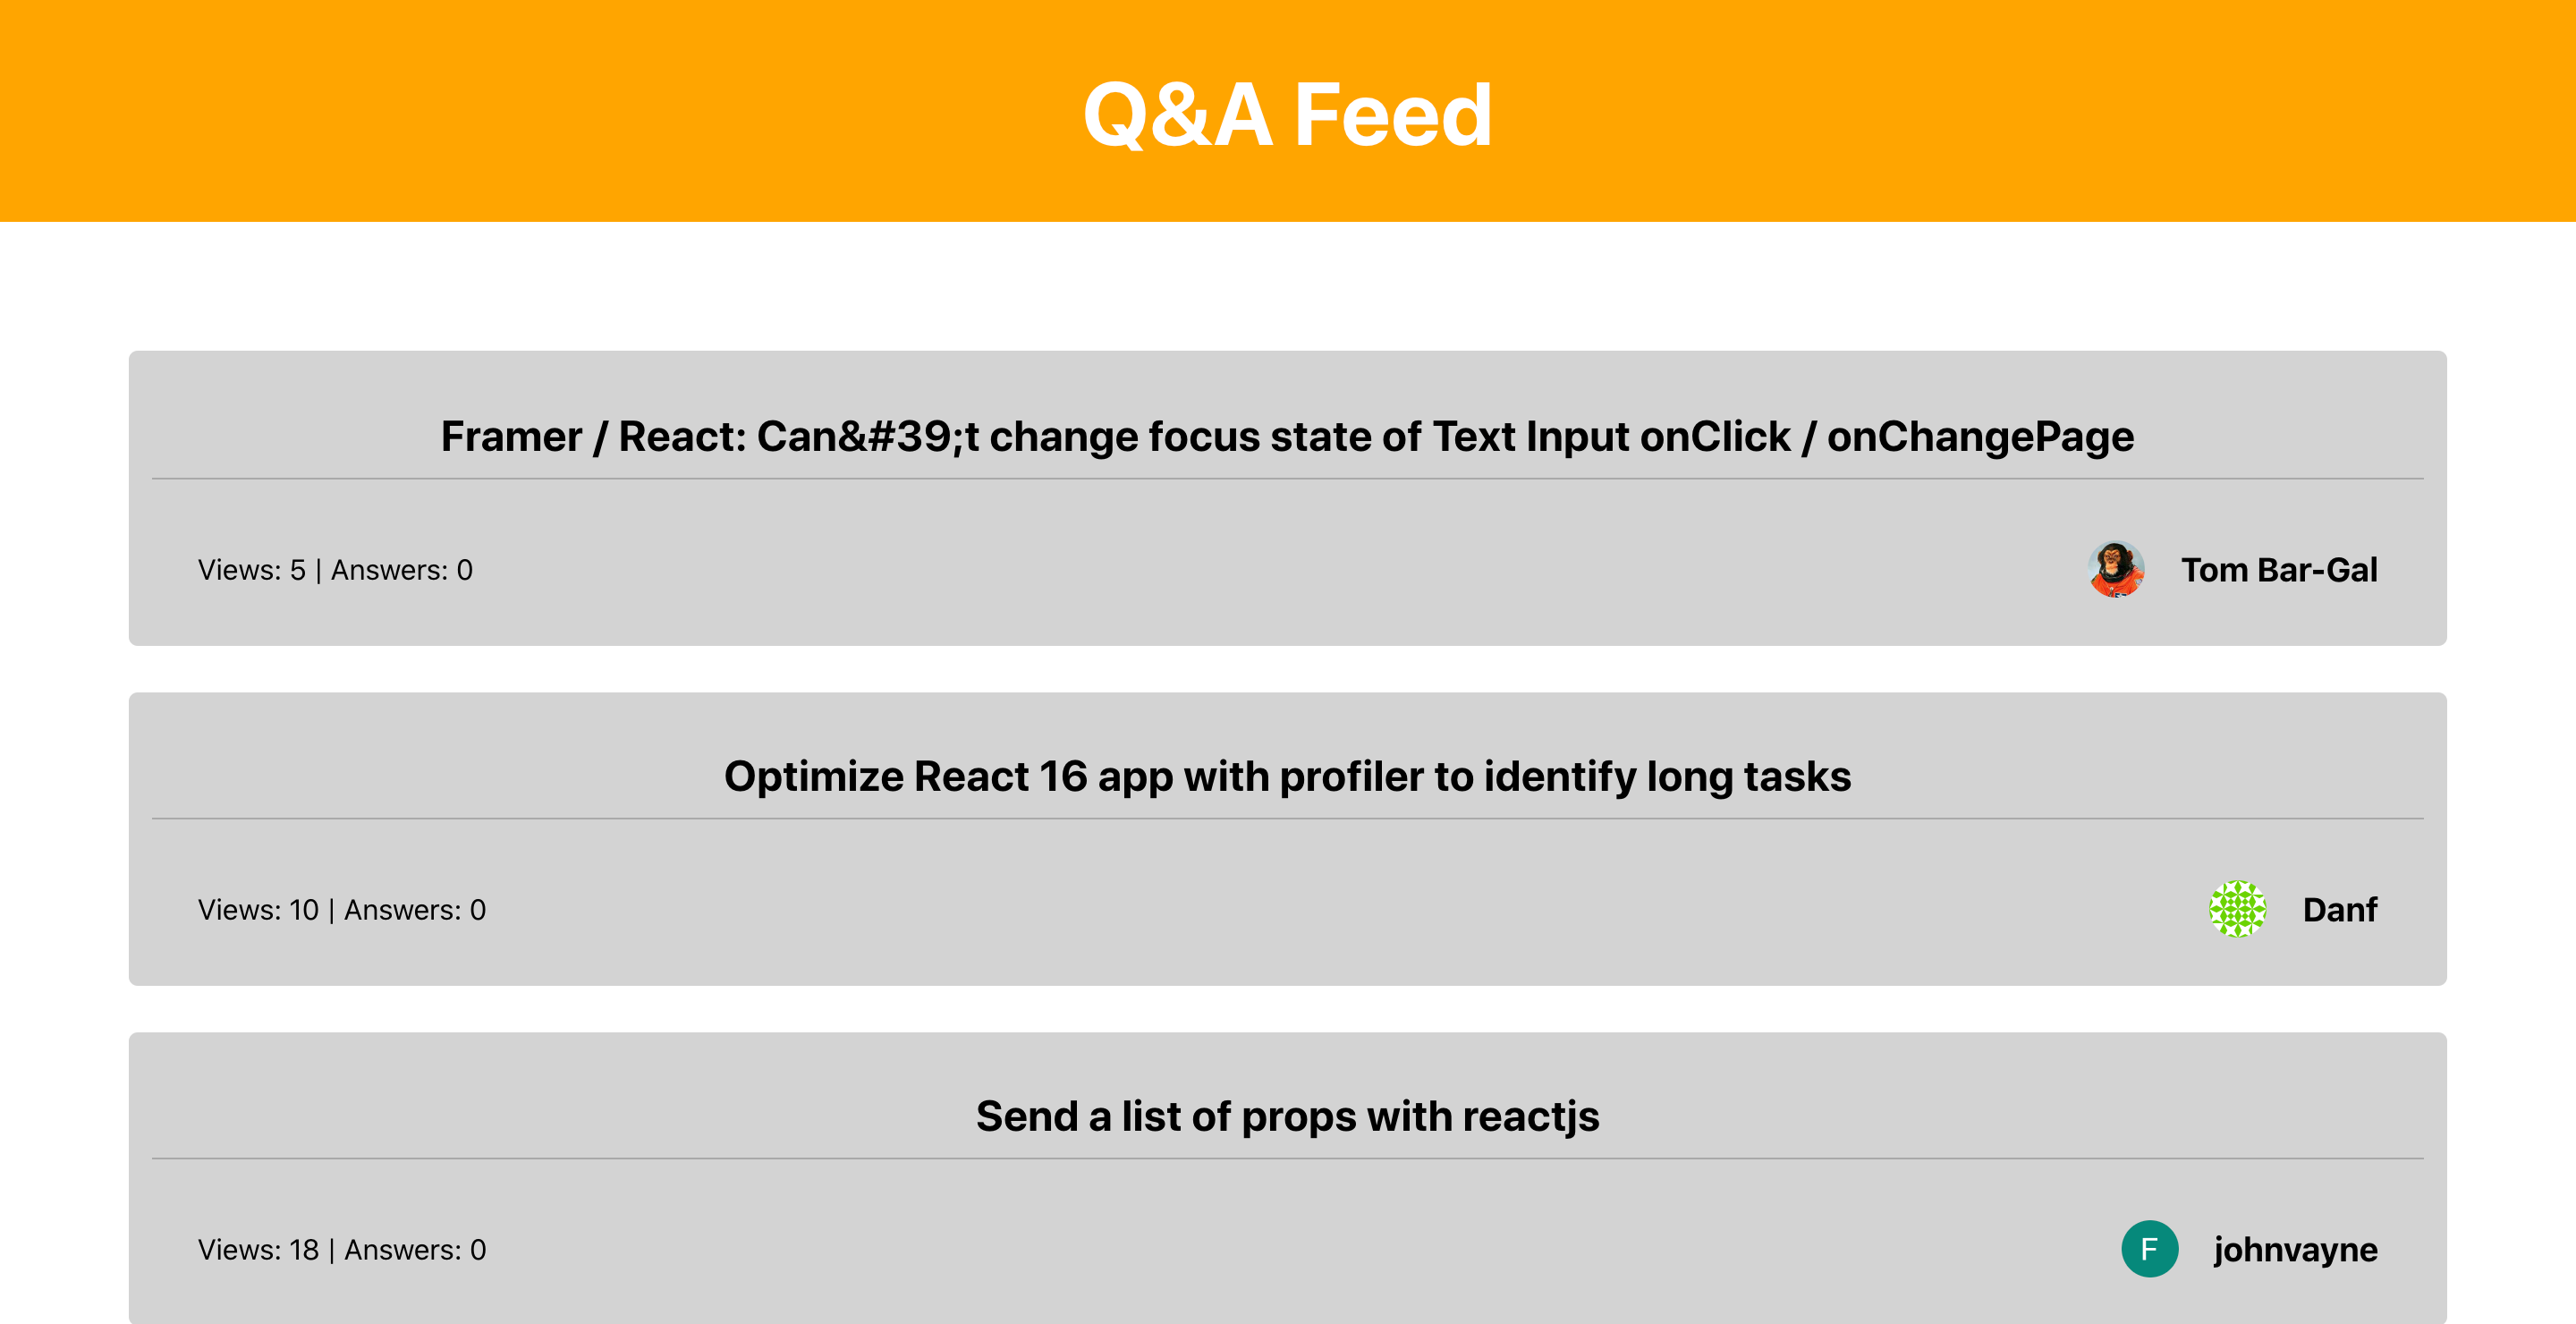 Q&A Feed
Framer / React: Can&#39;t change focus state of Text Input onClick / onChangePage
Views: 5 | Answers: 0
Tom Bar-Gal
Optimize React 16 app with profiler to identify long tasks
Views: 10 | Answers: 0
Danf
Send a list of props with reactjs
Views: 18 | Answers: 0
F
johnvayne